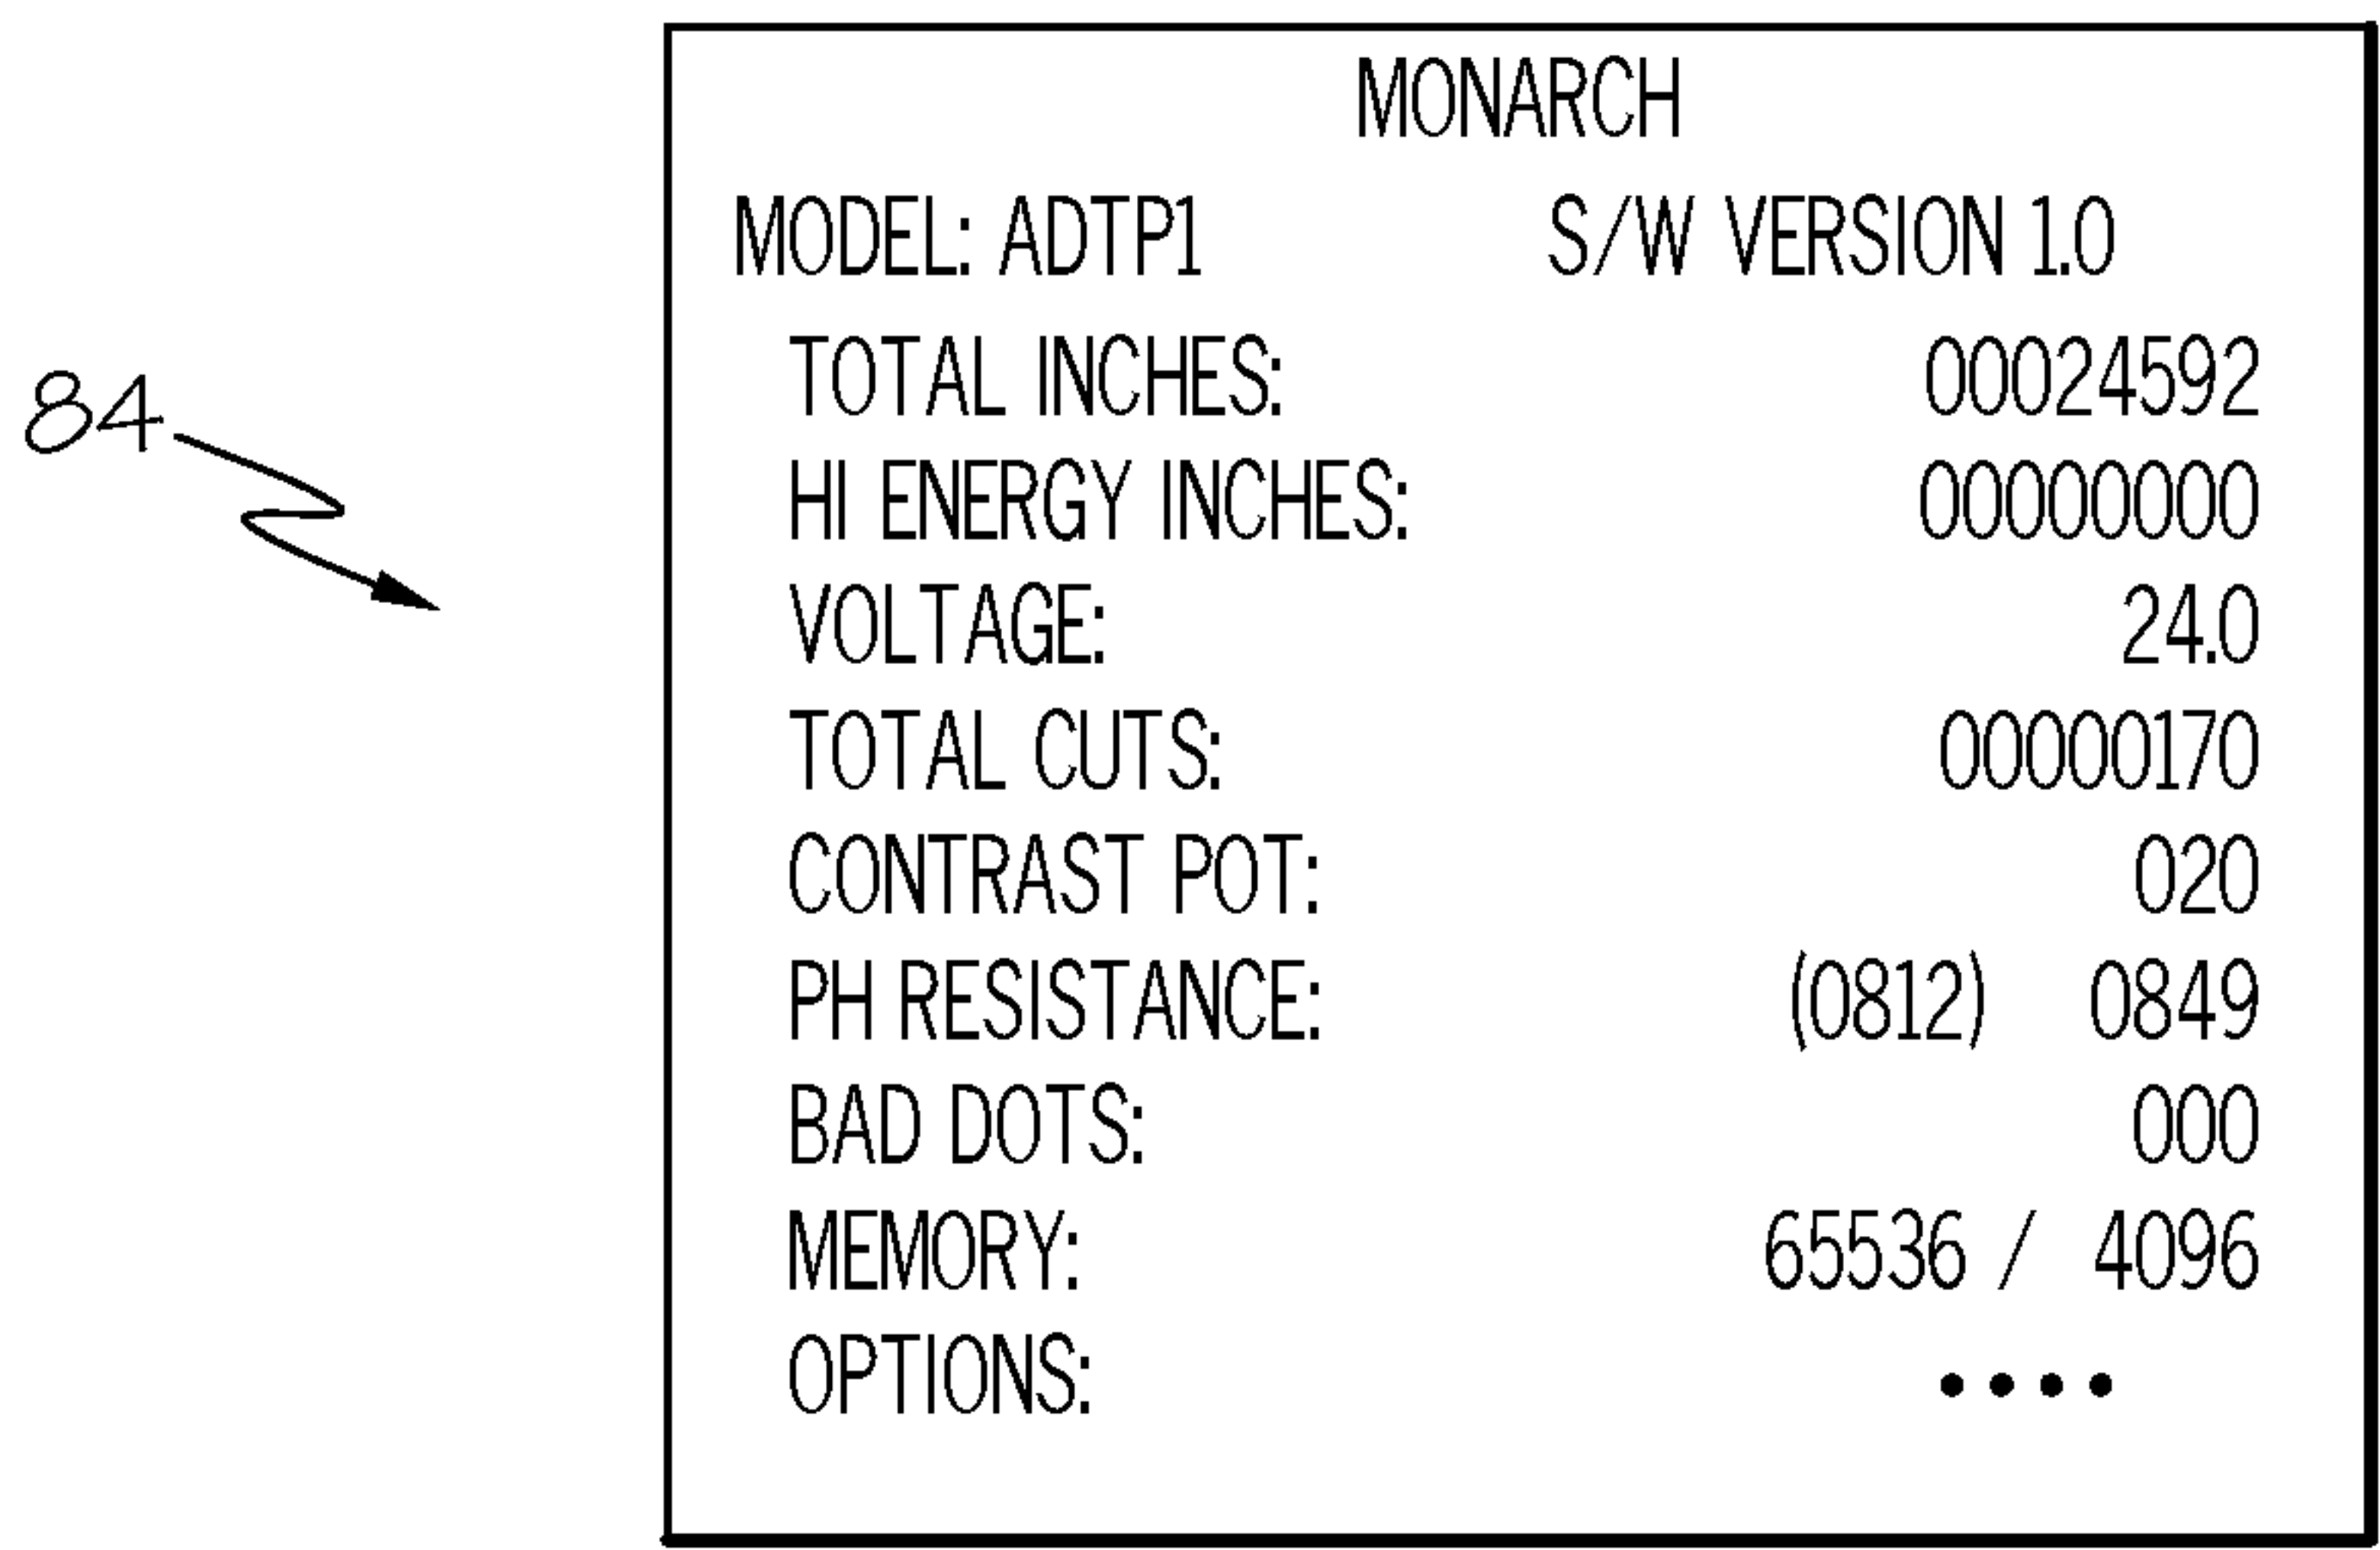 MONARCH
MODEL: ADTP1 S/W VERSION 1.0
84
TOTAL INCHES: 00024592
HI ENERGY INCHES: 00000000
VOLTAGE: 24.0
TOTAL CUTS: 00000170
CONTRAST POT: 020
PH RESISTANCE: (0812) 0849
BAD DOTS: 000
MEMORY: 65536 / 4096
OPTIONS: • • • •